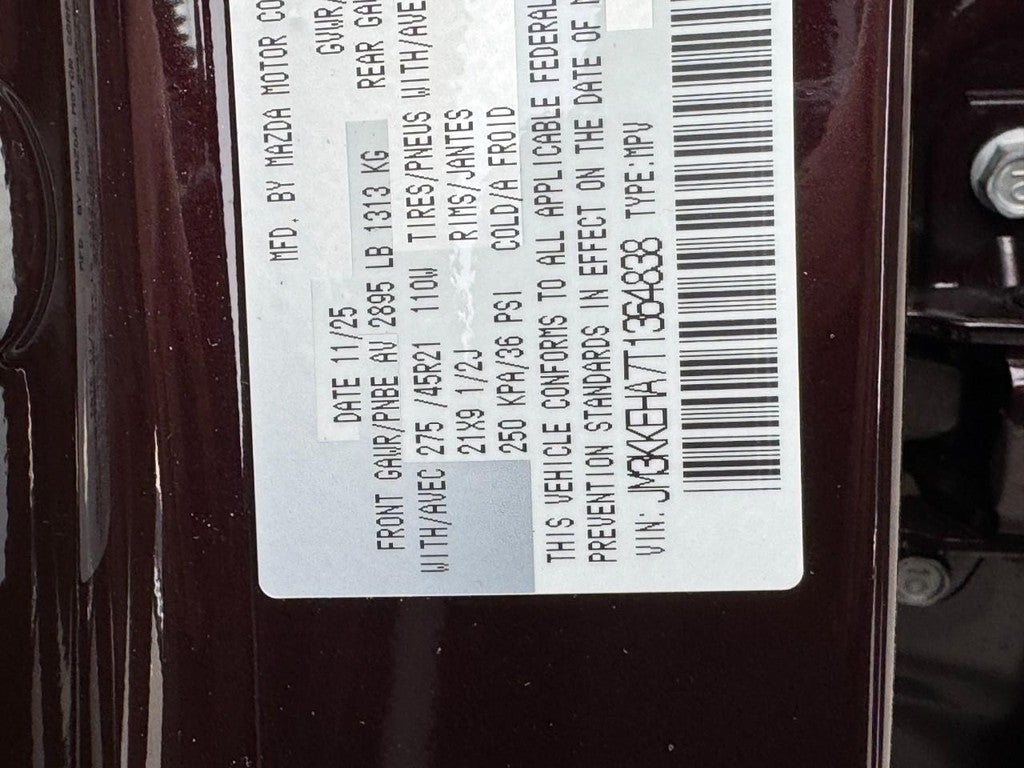 MFD. BY MAZDA MOTOR CO
DATE 11/25 GVWR/
FRONT GAWR/PNBE AV 2895 LB 1313 KG REAR GAW
WITH/AVEC 275 /45R21 110W TIRES/PNEUS WITH/AVE
21X9 1/2J RIMS/JANTES
250 KPA/36 PSI COLD/A FROID
THIS VEHICLE CONFORMS TO ALL APPLICABLE FEDERAL
PREVENTION STANDARDS IN EFFECT ON THE DATE OF
VIN: JM3KKEHA7T1364838 TYPE:MPV